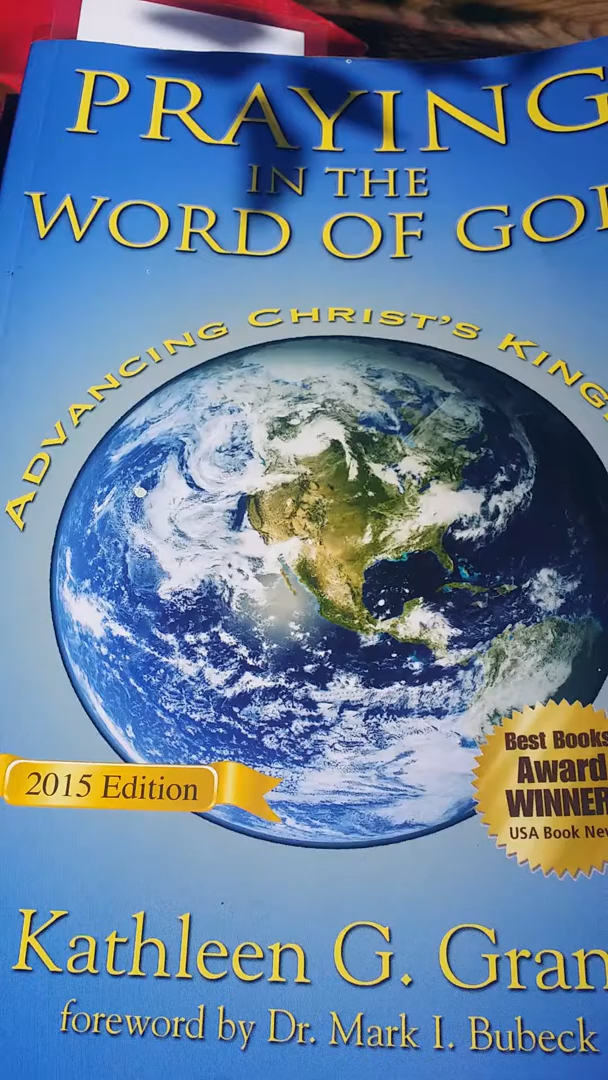 PRAYING
IN THE
WORD OF GO
ADVANCING CHRIST'S KING
2015 Edition
Best Books
Award
WINNER
USA Book Ne
Kathleen G. Gran
foreword by Dr. Mark I. Bubeck